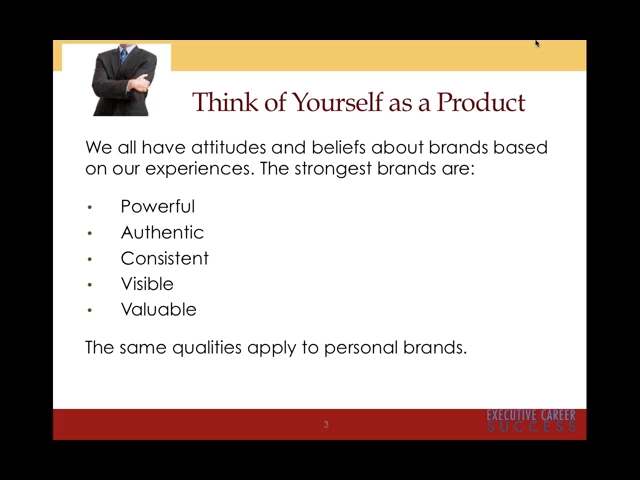 Think of Yourself as a Product
We all have attitudes and beliefs about brands based
on our experiences. The strongest brands are:
• Powerful
• Authentic
• Consistent
• Visible
• Valuable
The same qualities apply to personal brands.
3
EXECUTIVE CAREER
SUCCESS